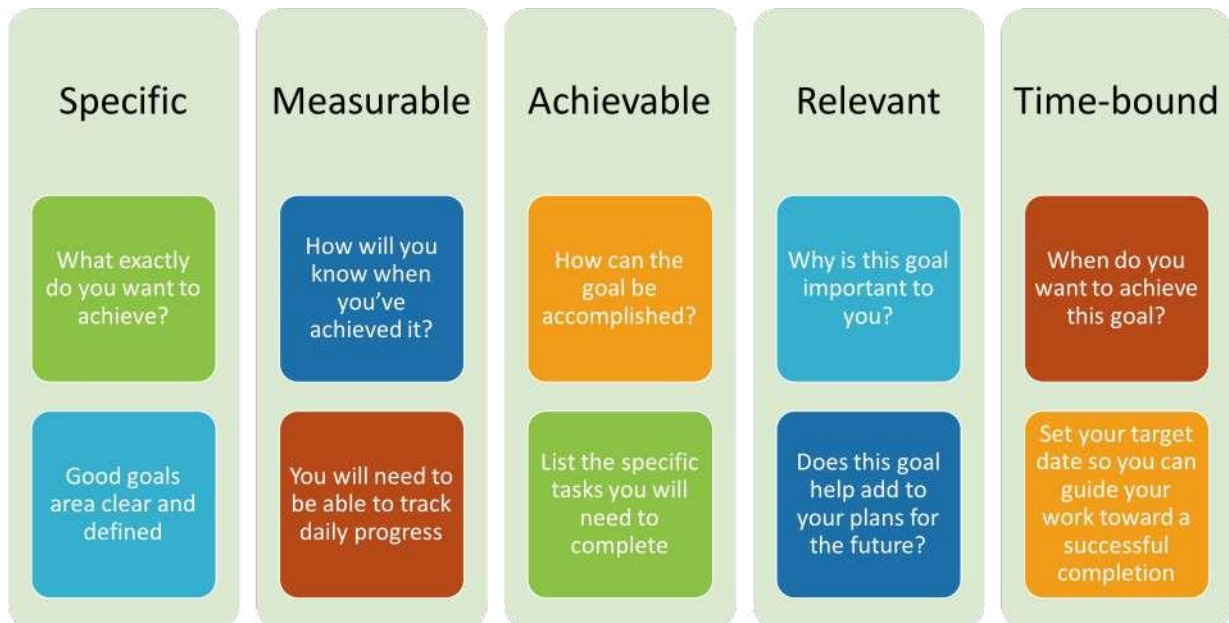 Specific
What exactly
do you want to
achieve?
Good goals
area clear and
defined
Measurable
How will you
know when
you’ve
achieved it?
You will need to
be able to track
daily progress
Achievable
How can the
goal be
accomplished?
List the specific
tasks you will
need to
complete
Relevant
Why is this goal
important to
you?
Does this goal
help add to
your plans for
the future?
Time-bound
When do you
want to achieve
this goal?
Set your target
date so you can
guide your
work toward a
successful
completion